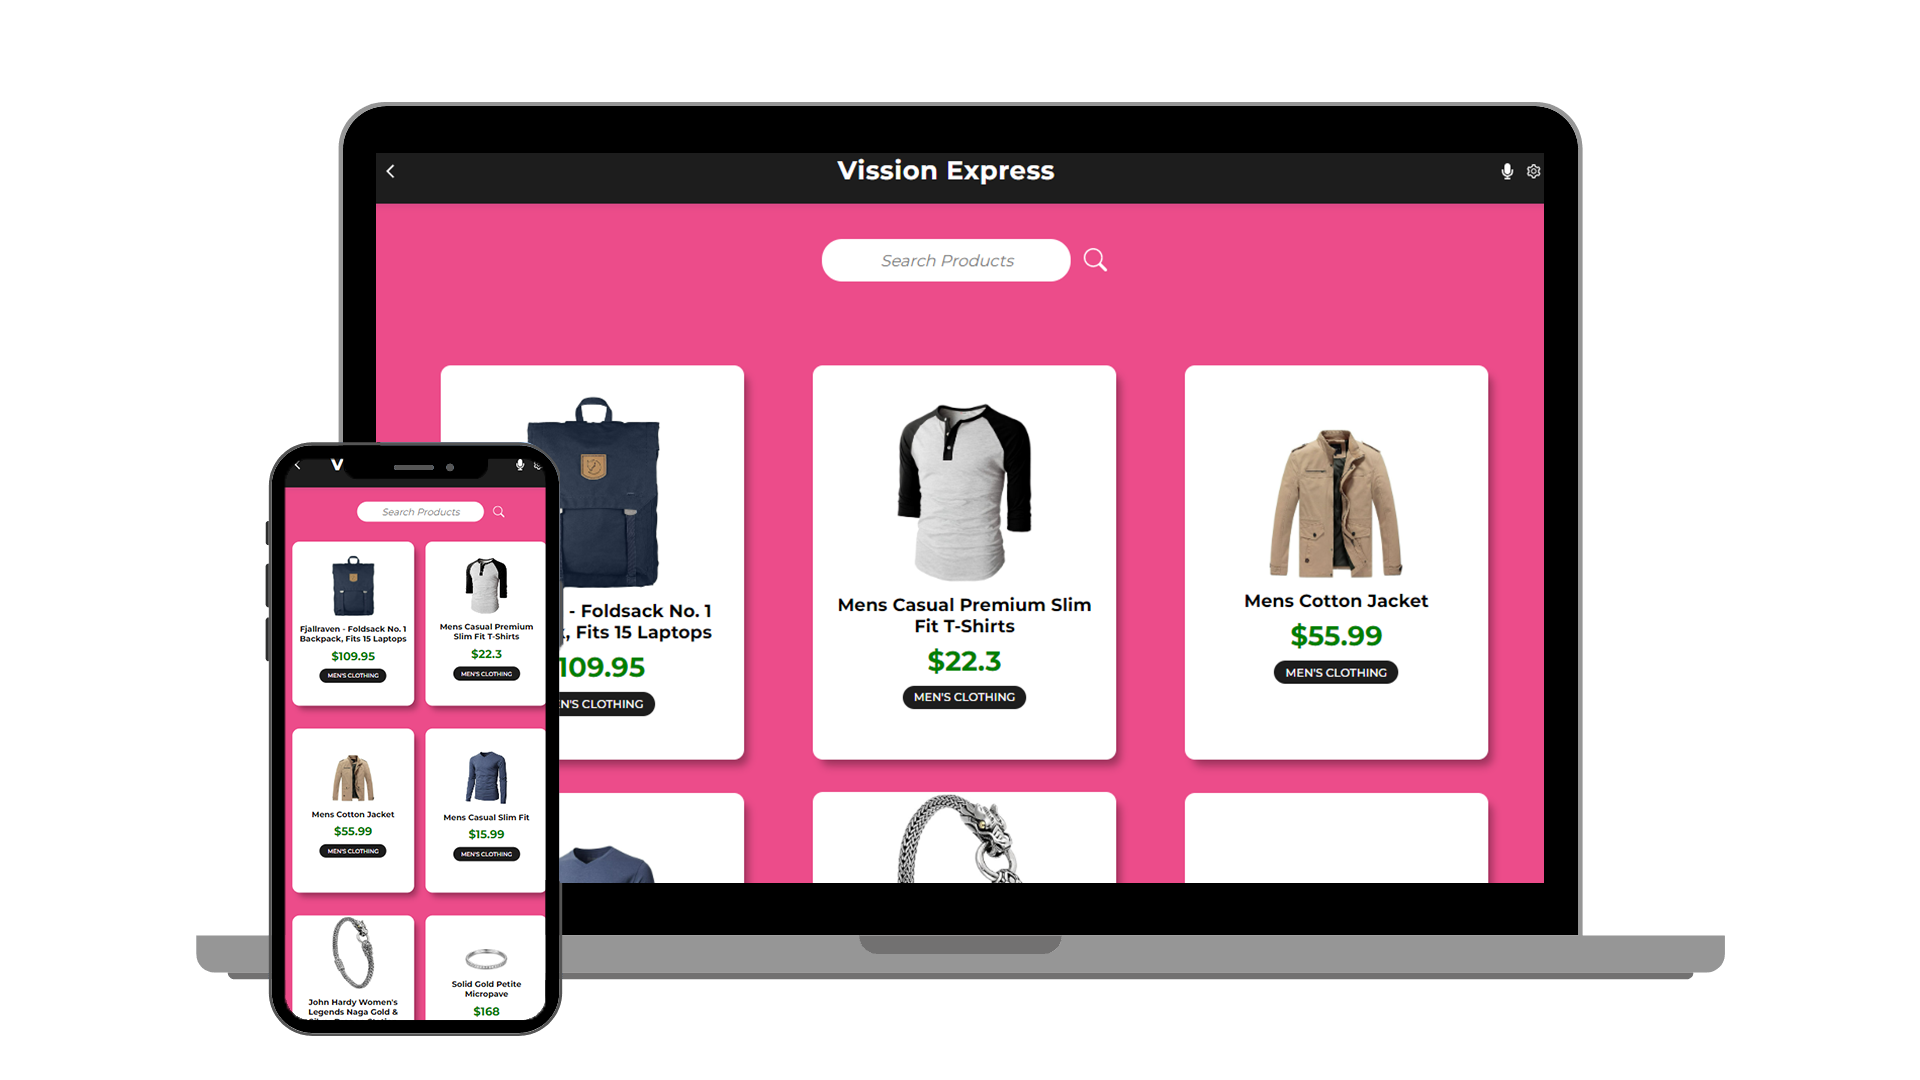 Vission Express
Search Products
- Foldsack No. 1
, Fits 15 Laptops
109.95
N'S CLOTHING
Mens Casual Premium Slim
Fit T-Shirts
$22.3
MEN'S CLOTHING
Mens Cotton Jacket
$55.99
MEN'S CLOTHING
V
Search Products
Fjallraven - Foldsack No. 1
Backpack, Fits 15 Laptops
$109.95
MEN'S CLOTHING
Mens Casual Premium
Slim Fit T-Shirts
$22.3
MEN'S CLOTHING
Mens Cotton Jacket
$55.99
MEN'S CLOTHING
Mens Casual Slim Fit
$15.99
MEN'S CLOTHING
John Hardy Women's
Legends Naga Gold &
Solid Gold Petite
Micropave
$168